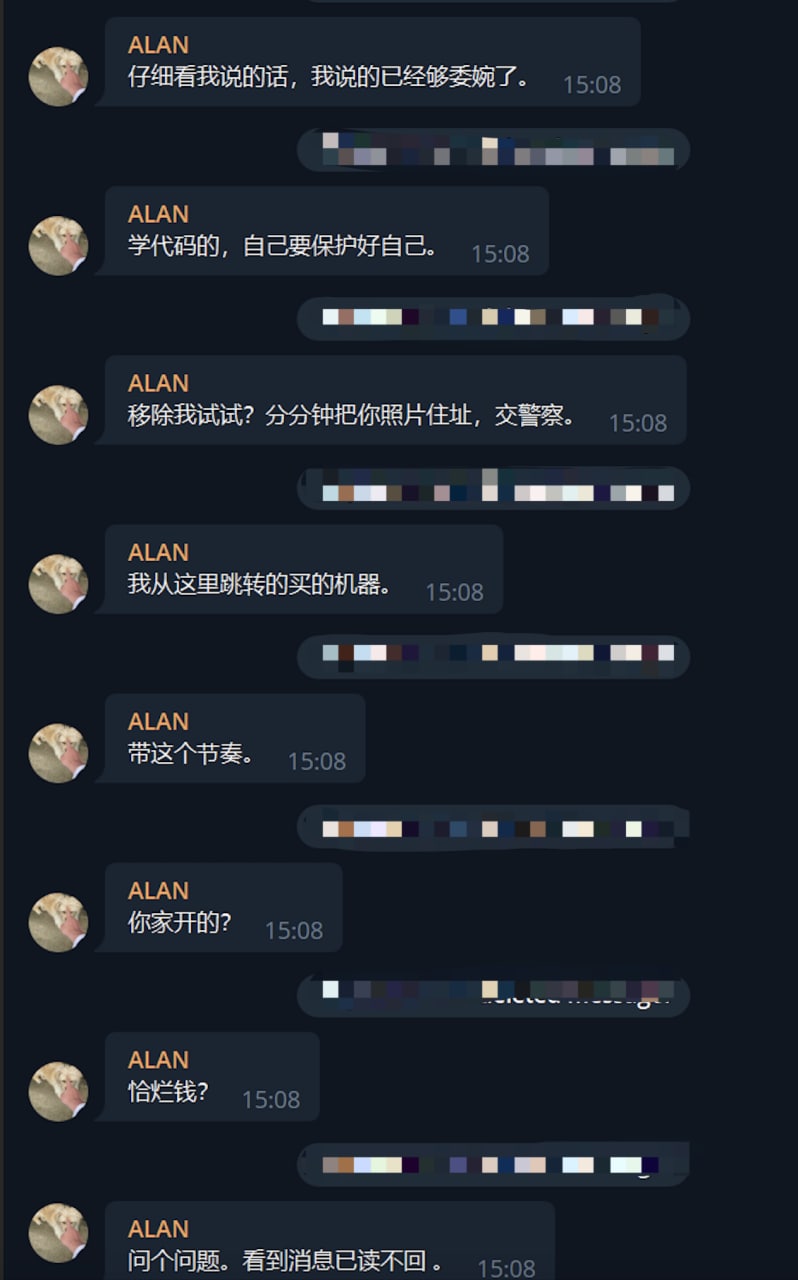 ALAN
仔细看我说的话，我说的已经够委婉了。 15:08
ALAN
学代码的，自己要保护好自己。 15:08
ALAN
移除我试试？分分钟把你照片住址，交警察。 15:08
ALAN
我从这里跳转的买的机器。 15:08
ALAN
带这个节奏。 15:08
ALAN
你家开的？ 15:08
ALAN
恰烂钱？ 15:08
ALAN
问个问题。看到消息已读不回 。 15:08